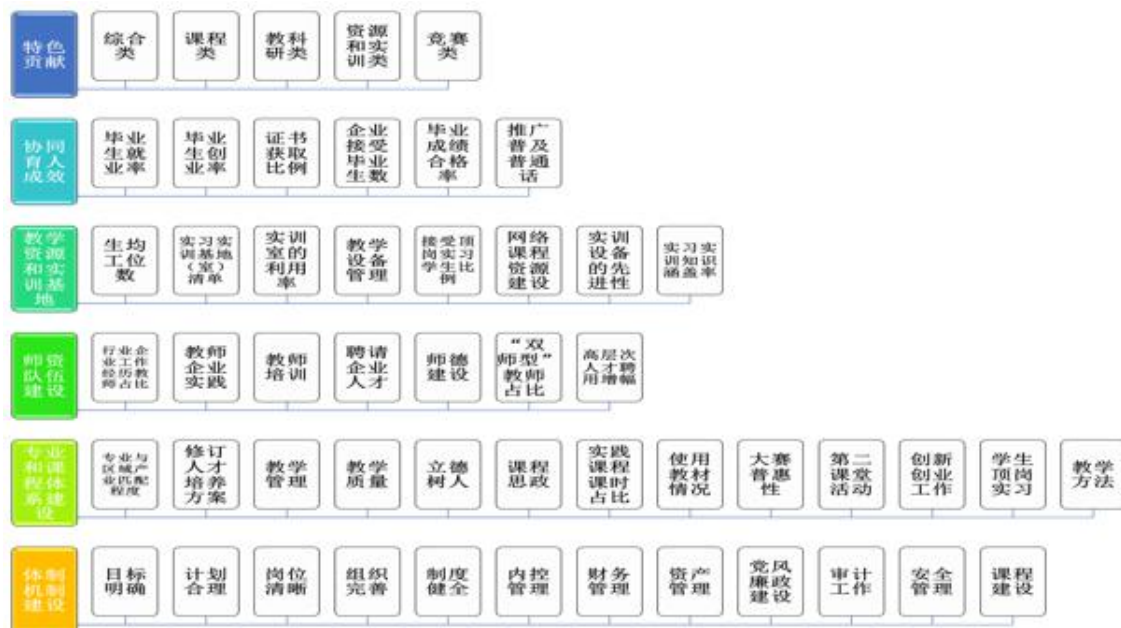 特色
贡献
综合
类
课程
类
教科
研类
资源
和实
训类
竞赛
类
协同
育人
成效
毕业
生就
业率
毕业
生创
业率
证书
获取
比例
企业
接受
毕业
生数
毕业
成绩
合格
率
推广
普及
普通
话
教学
资源
和实
训基
地
生均
工位
数
实习实
训基地
（室）
清单
实训
室的
利用
率
教学
设备
管理
接受顶
岗实习
学生比
例
网络
课程
资源
建设
实训
设备
的先
进性
实习实
训知识
涵盖率
师资
队伍
建设
行业企
业工作
经历教
师占比
教师
企业
实践
教师
培训
聘请
企业
人才
师德
建设
“双
师型”
教师
占比
高层次
人才聘
用增幅
专业
和课
程体
系建
设
专业与
区域产
业匹配
程度
修订
人才
培养
方案
教学
管理
教学
质量
立德
树人
课程
思政
实践
课程
课时
占比
使用
教材
情况
大赛
普惠
性
第二
课堂
活动
创新
创业
工作
学生
顶岗
实习
教学
方法
体制
机制
建设
目标
明确
计划
合理
岗位
清晰
组织
完善
制度
健全
内控
管理
财务
管理
资产
管理
党风
廉政
建设
审计
工作
安全
管理
课程
建设